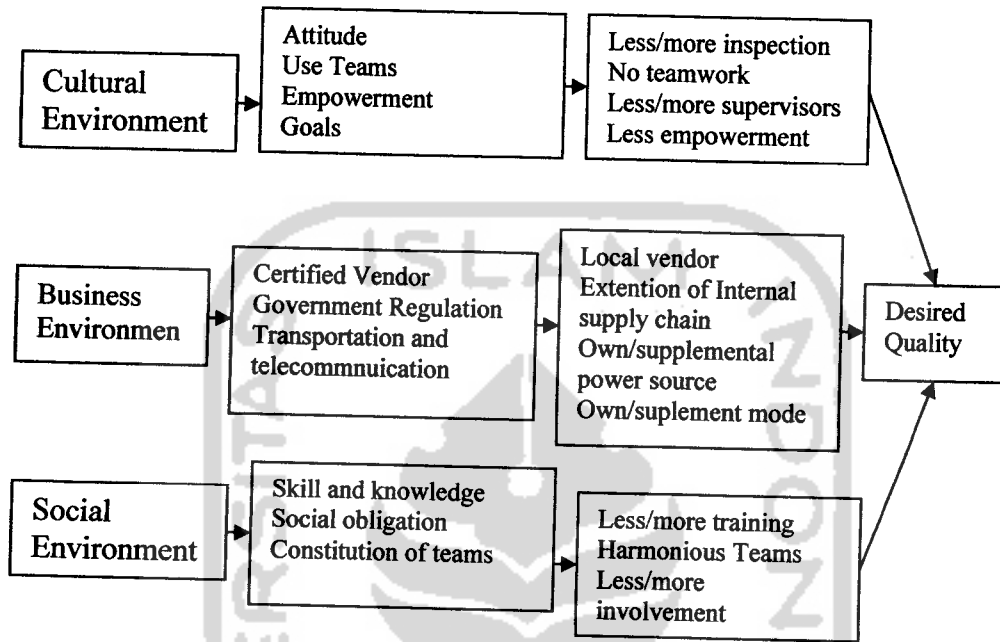 Cultural
Environment
Attitude
Use Teams
Empowerment
Goals
Less/more inspection
No teamwork
Less/more supervisors
Less empowerment
Business
Environmen
Certified Vendor
Government Regulation
Transportation and
telecommnuication
Local vendor
Extention of Internal
supply chain
Own/supplemental
power source
Own/suplement mode
Desired
Quality
Social
Environment
Skill and knowledge
Social obligation
Constitution of teams
Less/more training
Harmonious Teams
Less/more
involvement
ISLAM